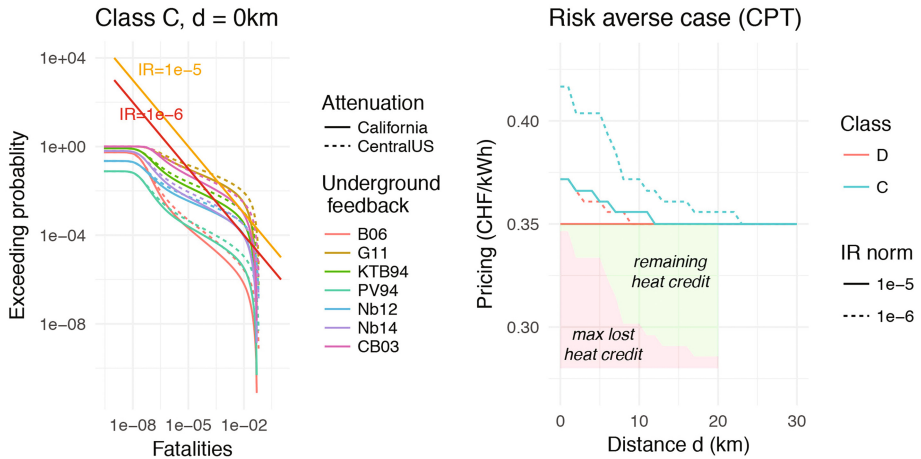 Class C, d = 0km
Exceeding probablity
1e+04
1e+00
1e−04
1e−08
IR=1e−5
IR=1e−6
1e−08
1e−05
1e−02
Fatalities
Attenuation
California
CentralUS
Underground
feedback
B06
G11
KTB94
PV94
Nb12
Nb14
CB03
Risk averse case (CPT)
Pricing (CHF/kWh)
0.40
0.35
0.30
remaining
heat credit
max lost
heat credit
0
10
20
30
Distance d (km)
Class
D
C
IR norm
1e−5
1e−6